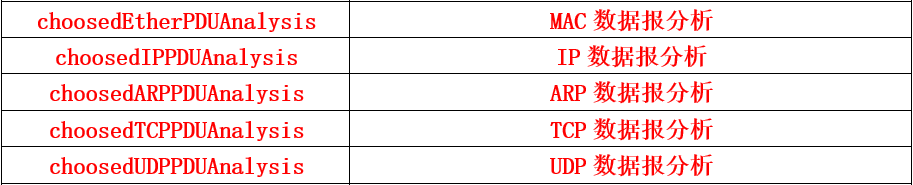 choosedEtherPDUAnalysis MAC 数据报分析
choosedIPPDUAnalysis IP 数据报分析
choosedARPPDUAnalysis ARP 数据报分析
choosedTCPPDUAnalysis TCP 数据报分析
choosedUDPPDUAnalysis UDP 数据报分析